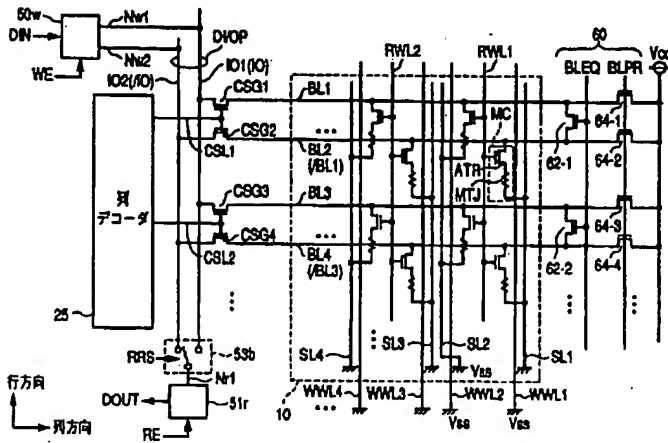 50w
Nw1
DIN
WE
Nw2
DI/OP
IO2(/IO)
IO1(IO)
CSG1
CSG2
CSL1
CSG3
CSG4
CSL2
列
デコーダ
25
RRS
53b
Nr1
DOUT
51r
RE
行方向
列方向
RWL2
RWL1
BL1
BL2
(/BL1)
BL3
BL4
(/BL3)
MC
ATR
MTJ
60
BLEQ
BLPR
Vcc
64-1
62-1
64-2
64-3
62-2
64-4
SL4
SL3
SL2
SL1
Vss
10
WWL4
WWL3
WWL2
WWL1
Vss
Vss